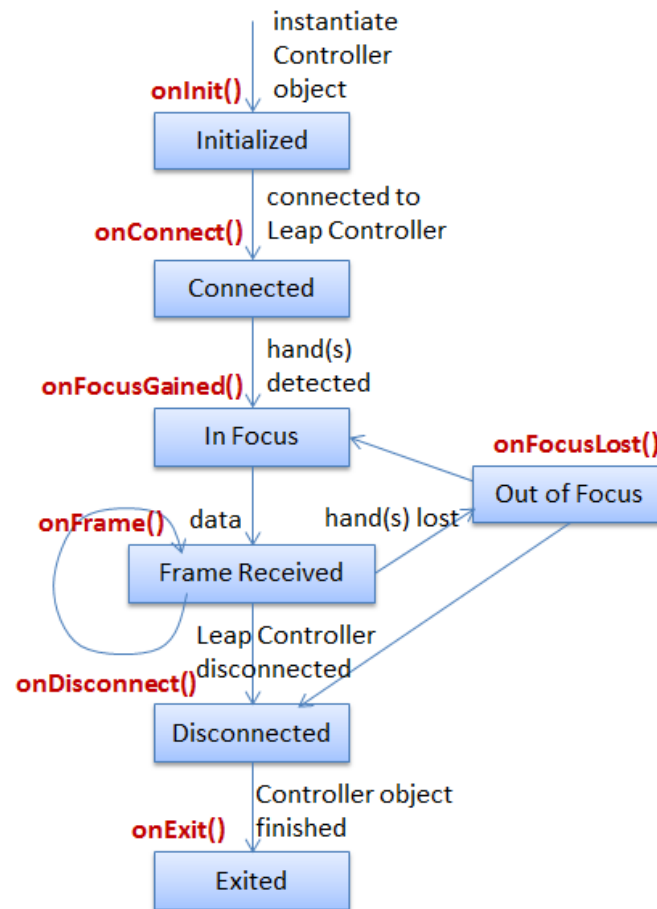 instantiate
Controller
object
onInit()
Initialized
connected to
Leap Controller
onConnect()
Connected
hand(s)
detected
onFocusGained()
In Focus
onFocusLost()
Out of Focus
onFrame()
data
hand(s) lost
Frame Received
Leap Controller
disconnected
onDisconnect()
Disconnected
Controller object
finished
onExit()
Exited